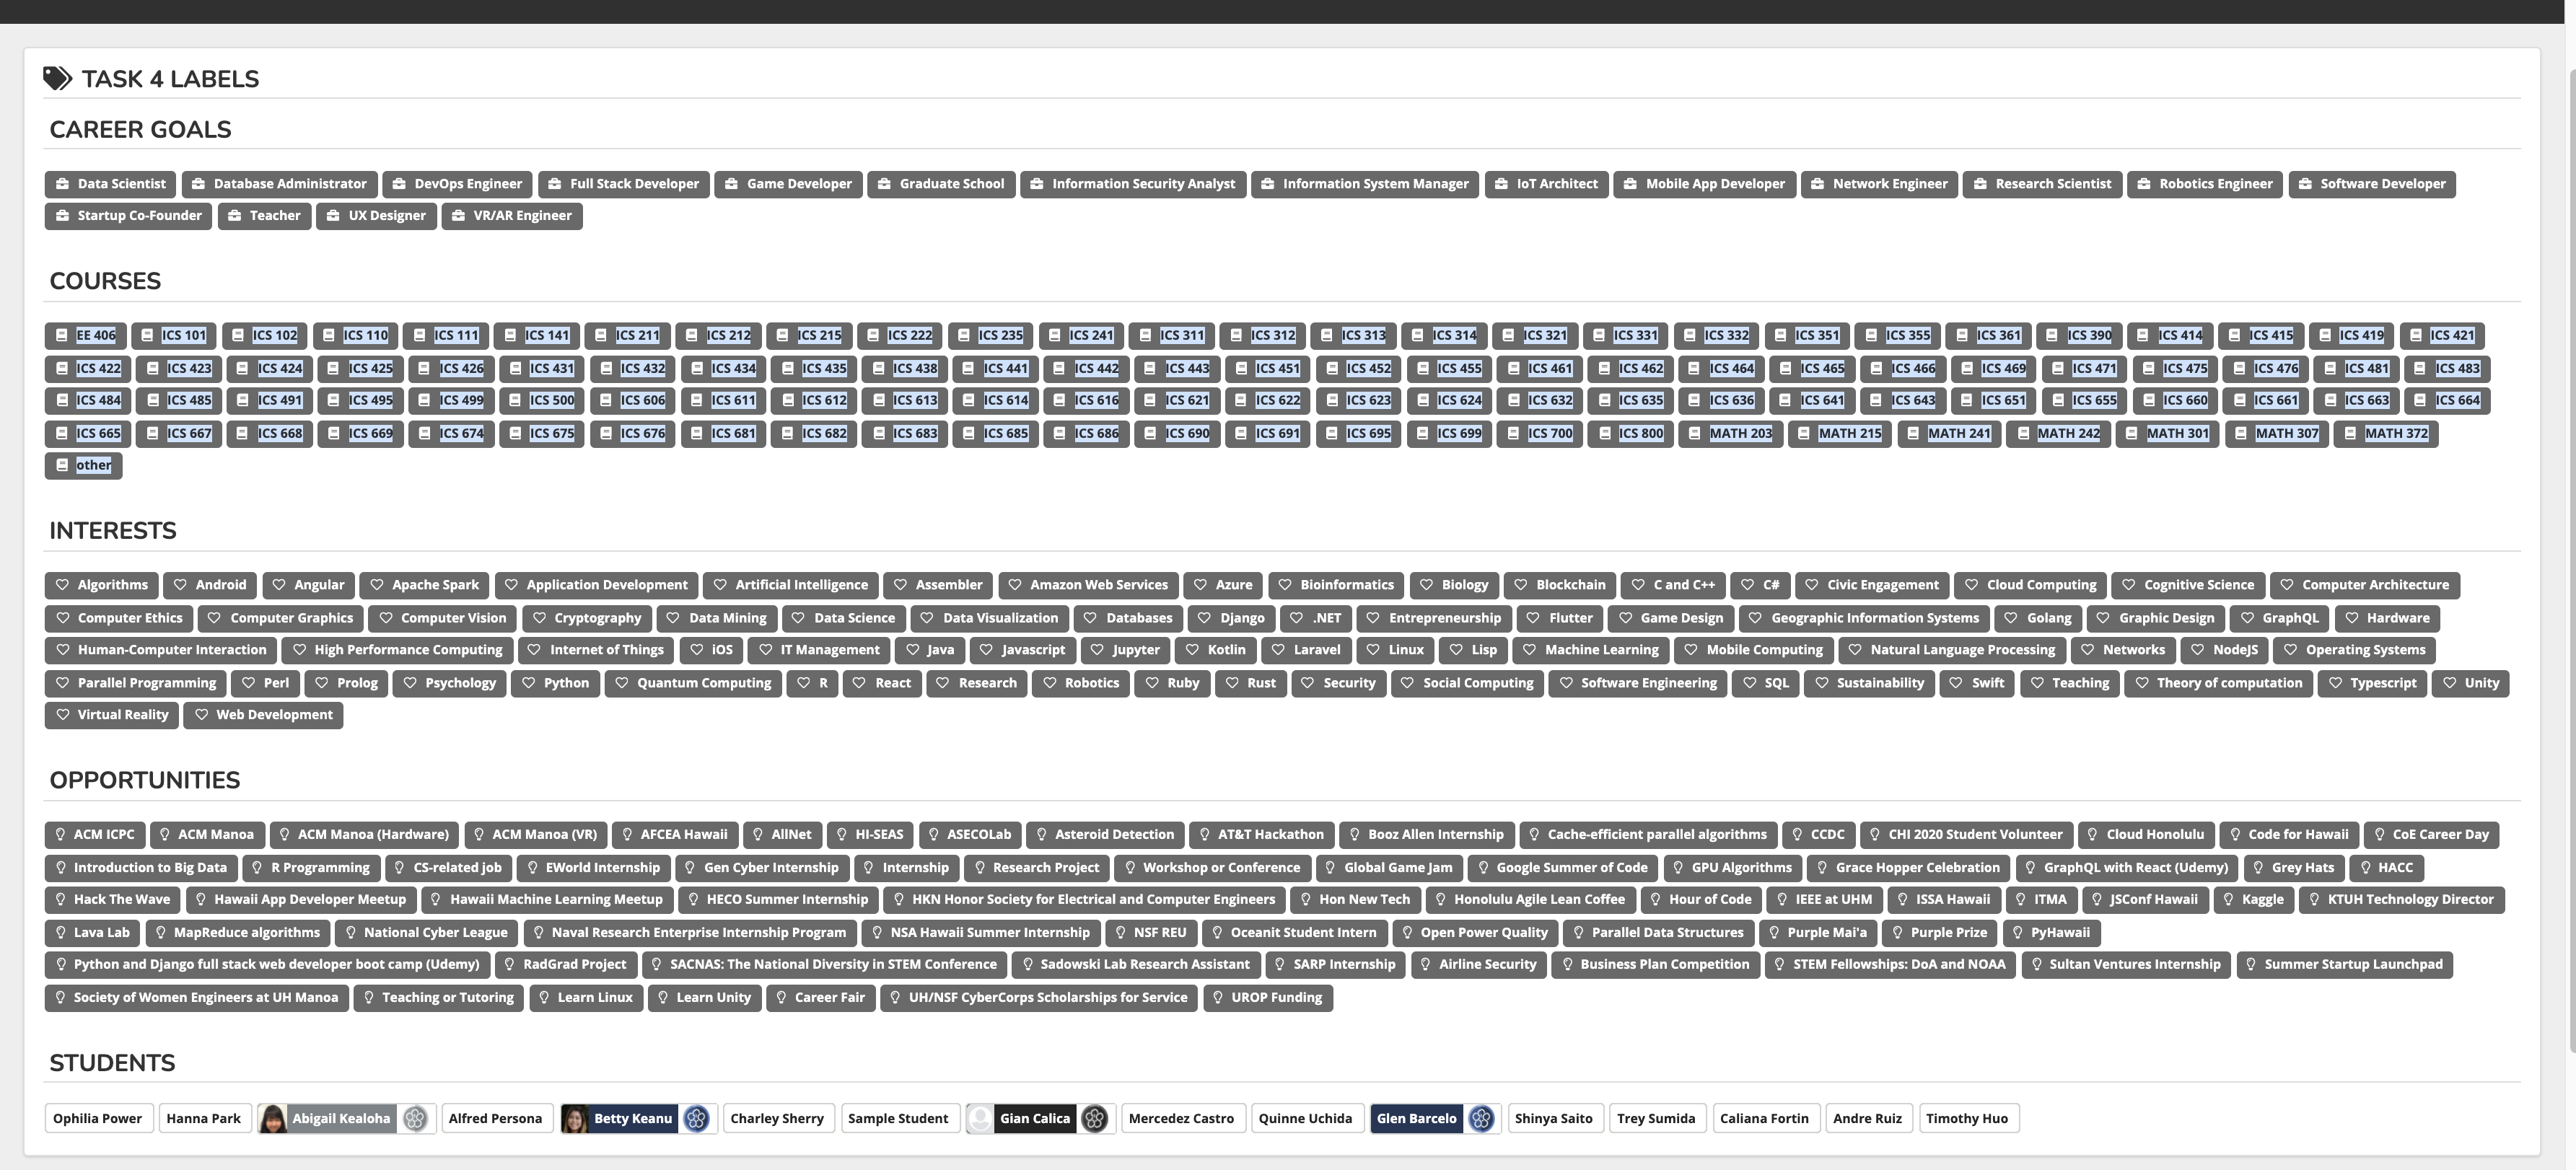 TASK 4 LABELS
CAREER GOALS
Data Scientist Database Administrator DevOps Engineer Full Stack Developer Game Developer Graduate School Information Security Analyst Information System Manager IoT Architect Mobile App Developer Network Engineer Research Scientist Robotics Engineer Software Developer
Startup Co-Founder Teacher UX Designer VR/AR Engineer
COURSES
EE 406 ICS 101 ICS 102 ICS 110 ICS 111 ICS 141 ICS 211 ICS 212 ICS 215 ICS 222 ICS 235 ICS 241 ICS 311 ICS 312 ICS 313 ICS 314 ICS 321 ICS 331 ICS 332 ICS 351 ICS 355 ICS 361 ICS 390 ICS 414 ICS 415 ICS 419 ICS 421
ICS 422 ICS 423 ICS 424 ICS 425 ICS 426 ICS 431 ICS 432 ICS 434 ICS 435 ICS 438 ICS 441 ICS 442 ICS 443 ICS 451 ICS 452 ICS 455 ICS 461 ICS 462 ICS 464 ICS 465 ICS 466 ICS 469 ICS 471 ICS 475 ICS 476 ICS 481 ICS 483
ICS 484 ICS 485 ICS 491 ICS 495 ICS 499 ICS 500 ICS 606 ICS 611 ICS 612 ICS 613 ICS 614 ICS 616 ICS 621 ICS 622 ICS 623 ICS 624 ICS 632 ICS 635 ICS 636 ICS 641 ICS 643 ICS 651 ICS 655 ICS 660 ICS 661 ICS 663 ICS 664
ICS 665 ICS 667 ICS 668 ICS 669 ICS 674 ICS 675 ICS 676 ICS 681 ICS 682 ICS 683 ICS 685 ICS 686 ICS 690 ICS 691 ICS 695 ICS 699 ICS 700 ICS 800 MATH 203 MATH 215 MATH 241 MATH 242 MATH 301 MATH 307 MATH 372
other
INTERESTS
Algorithms Android Angular Apache Spark Application Development Artificial Intelligence Assembler Amazon Web Services Azure Bioinformatics Biology Blockchain C and C++ C# Civic Engagement Cloud Computing Cognitive Science Computer Architecture
Computer Ethics Computer Graphics Computer Vision Cryptography Data Mining Data Science Data Visualization Databases Django .NET Entrepreneurship Flutter Game Design Geographic Information Systems Golang Graphic Design GraphQL Hardware
Human-Computer Interaction High Performance Computing Internet of Things iOS IT Management Java Javascript Jupyter Kotlin Laravel Linux Lisp Machine Learning Mobile Computing Natural Language Processing Networks NodeJS Operating Systems
Parallel Programming Perl Prolog Psychology Python Quantum Computing R React Research Robotics Ruby Rust Security Social Computing Software Engineering SQL Sustainability Swift Teaching Theory of computation Typescript Unity
Virtual Reality Web Development
OPPORTUNITIES
ACM ICPC ACM Manoa ACM Manoa (Hardware) ACM Manoa (VR) AFCEA Hawaii AllNet HI-SEAS ASECOLab Asteroid Detection AT&T Hackathon Booz Allen Internship Cache-efficient parallel algorithms CCDC CHI 2020 Student Volunteer Cloud Honolulu Code for Hawaii CoE Career Day
Introduction to Big Data R Programming CS-related job EWorld Internship Gen Cyber Internship Internship Research Project Workshop or Conference Global Game Jam Google Summer of Code GPU Algorithms Grace Hopper Celebration GraphQL with React (Udemy) Grey Hats HACC
Hack The Wave Hawaii App Developer Meetup Hawaii Machine Learning Meetup HECO Summer Internship HKN Honor Society for Electrical and Computer Engineers Hon New Tech Honolulu Agile Lean Coffee Hour of Code IEEE at UHM ISSA Hawaii ITMA JSConf Hawaii Kaggle KTUH Technology Director
Lava Lab MapReduce algorithms National Cyber League Naval Research Enterprise Internship Program NSA Hawaii Summer Internship NSF REU Oceanit Student Intern Open Power Quality Parallel Data Structures Purple Mai'a Purple Prize PyHawaii
Python and Django full stack web developer boot camp (Udemy) RadGrad Project SACNAS: The National Diversity in STEM Conference Sadowski Lab Research Assistant SARP Internship Airline Security Business Plan Competition STEM Fellowships: DoA and NOAA Sultan Ventures Internship Summer Startup Launchpad
Society of Women Engineers at UH Manoa Teaching or Tutoring Learn Linux Learn Unity Career Fair UH/NSF CyberCorps Scholarships for Service UROP Funding
STUDENTS
Ophilia Power Hanna Park Abigail Kealoha Alfred Persona Betty Keanu Charley Sherry Sample Student Gian Calica Mercedez Castro Quinne Uchida Glen Barcelo Shinya Saito Trey Sumida Caliana Fortin Andre Ruiz Timothy Huo